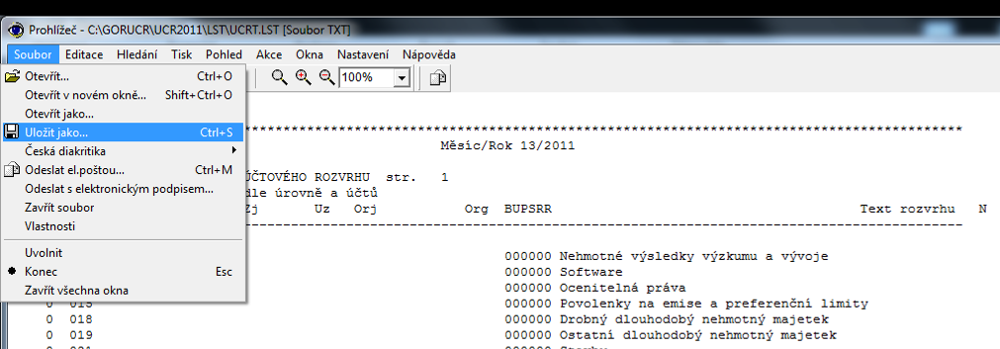 Prohlížeč - C:\GORUCR\UCR2011\LST\UCRT.LST [Soubor TXT]
Soubor Editace Hledání Tisk Pohled Akce Okna Nastavení Nápověda
Otevřít... Ctrl+O
100%
Otevřít v novém okně... Shift+Ctrl+O
Otevřít jako...
Uložit jako... Ctrl+S
Česká diakritika
Odeslat el.poštou... Ctrl+M
Odeslat s elektronickým podpisem...
Zavřít soubor
Vlastnosti
Uvolnit
Konec Esc
Zavřít všechna okna
****************************************************************************
Měsíc/Rok 13/2011
ÚČTOVÉHO ROZVRHU str. 1
dle úrovně a účtů
Zj Uz Orj Org BUPSRR Text rozvrhu N
----------------------------------------------------------------------------
000000 Nehmotné výsledky výzkumu a vývoje
000000 Software
000000 Ocenitelná práva
0 015 000000 Povolenky na emise a preferenční limity
0 018 000000 Drobný dlouhodobý nehmotný majetek
0 019 000000 Ostatní dlouhodobý nehmotný majetek